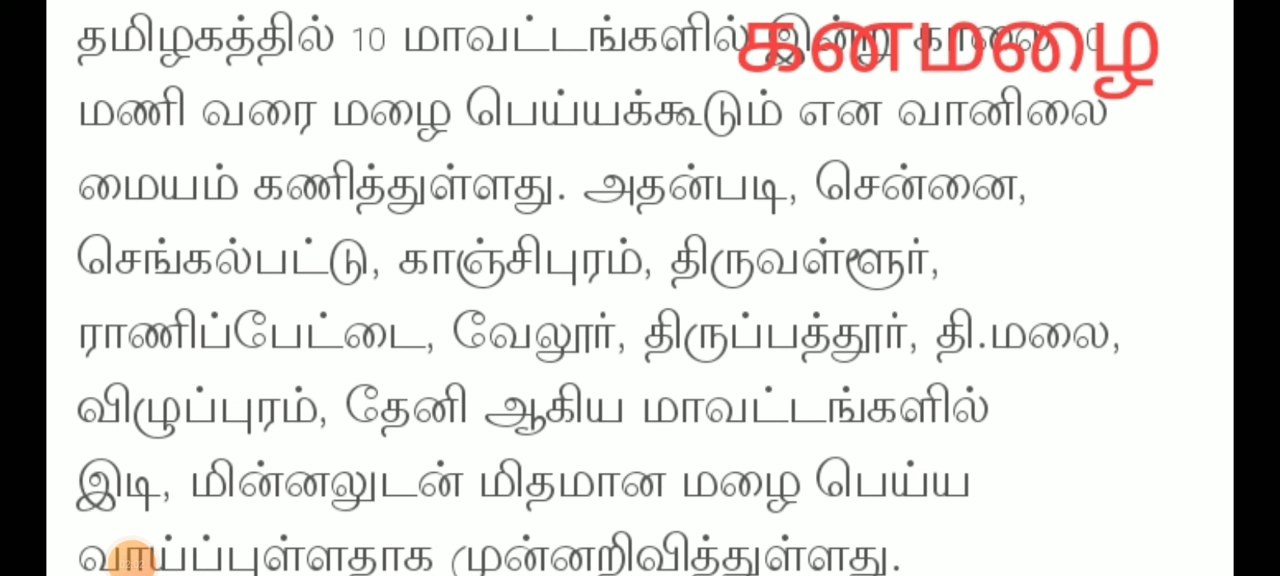 தமிழகத்தில் 10 மாவட்டங்களில் இன்று காலை
கனமழை
மணி வரை மழை பெய்யக்கூடும் என வானிலை
மையம் கணித்துள்ளது. அதன்படி, சென்னை,
செங்கல்பட்டு, காஞ்சிபுரம், திருவள்ளூர்,
ராணிப்பேட்டை, வேலூர், திருப்பத்தூர், தி.மலை,
விழுப்புரம், தேனி ஆகிய மாவட்டங்களில்
இடி, மின்னலுடன் மிதமான மழை பெய்ய
வாய்ப்புள்ளதாக முன்னறிவித்துள்ளது.